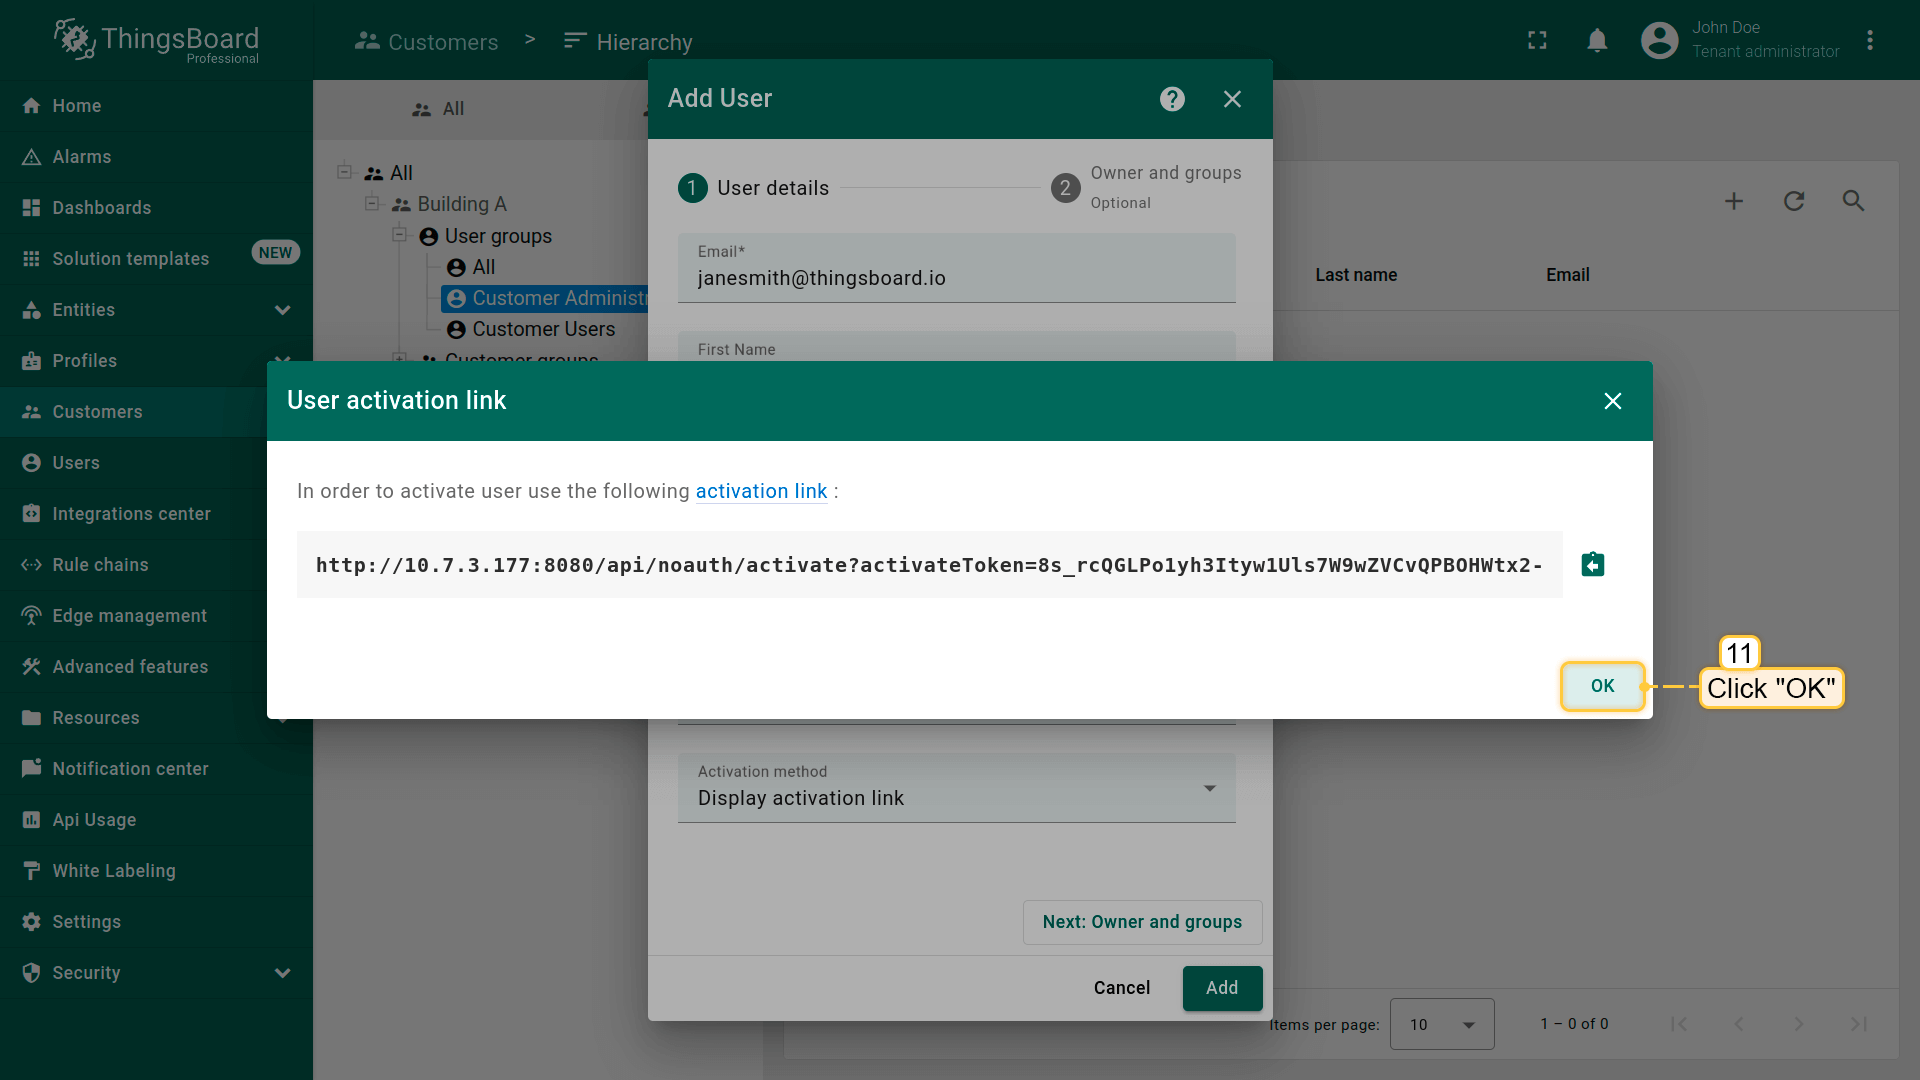 ThingsBoard
Professional
Customers > Hierarchy
John Doe
Tenant administrator
Home
Alarms
Dashboards
Solution templates NEW
Entities
Profiles
Customers
Users
Integrations center
Rule chains
Edge management
Advanced features
Resources
Notification center
Api Usage
White Labeling
Settings
Security
All
All
Building A
User groups
All
Customer Administr
Customer Users
Customer groups
Last name
Email
Add User
1 User details
2 Owner and groups
Optional
Email*
janesmith@thingsboard.io
First Name
User activation link
In order to activate user use the following activation link :
http://10.7.3.177:8080/api/noauth/activate?activateToken=8s_rcQGLPo1yh3Ityw1Uls7W9wZVCvQPBOHWtx2-
OK
11
Click "OK"
Activation method
Display activation link
Next: Owner and groups
Cancel
Add
Items per page: 10 1 – 0 of 0